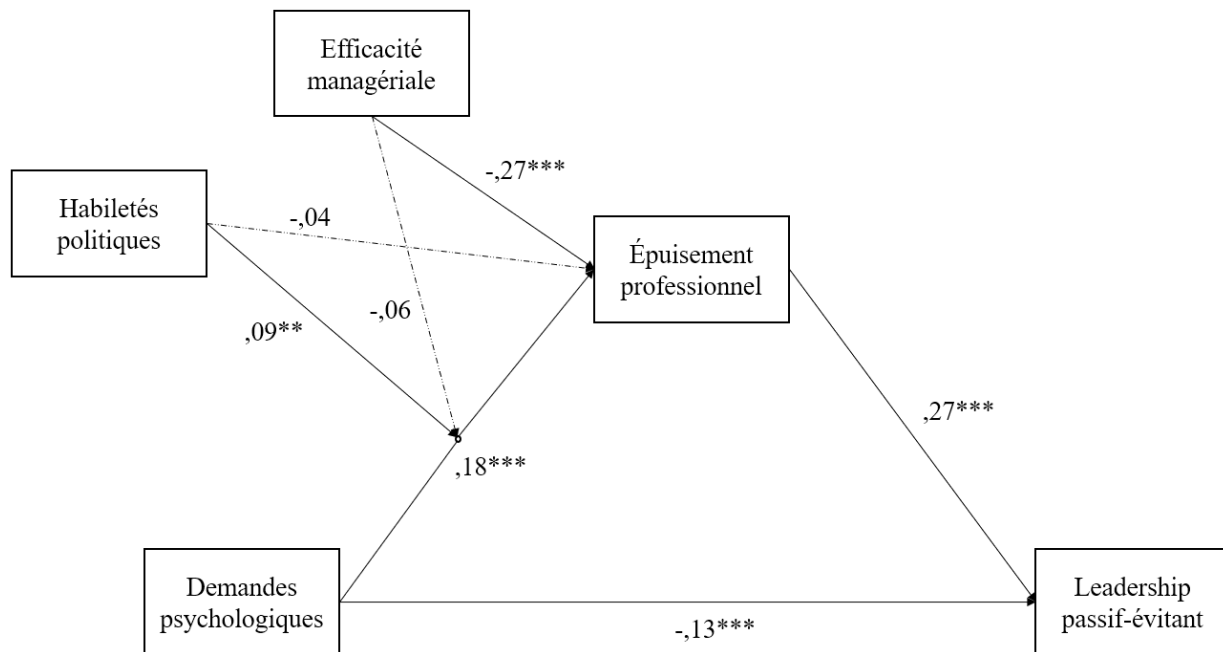 Efficacité
managériale
-,27***
Habiletés
politiques
-,04
Épuisement
professionnel
-,06
,09**
,27***
,18***
Demandes
psychologiques
Leadership
passif-évitant
-,13***